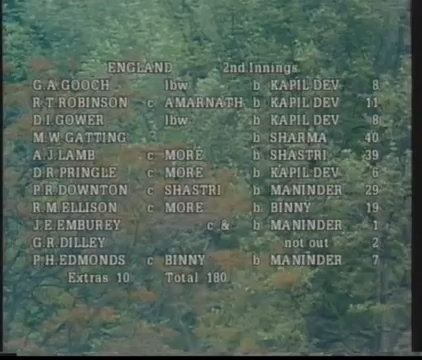 ENGLAND 2nd Innings
G.A.GOOCH lbw b KAPIL DEV 8
R.T.ROBINSON c AMARNATH b KAPIL DEV 11
D.I.GOWER lbw b KAPIL DEV 8
M.W.GATTING b SHARMA 40
A.J.LAMB c MORE b SHASTRI 39
D.R.PRINGLE c MORE b KAPIL DEV 6
P.R.DOWNTON c SHASTRI b MANINDER 29
R.M.ELLISON c MORE b BINNY 19
J.E.EMBUREY c & b MANINDER 1
G.R.DILLEY not out 2
P.H.EDMONDS c BINNY b MANINDER 7
Extras 10 Total 180